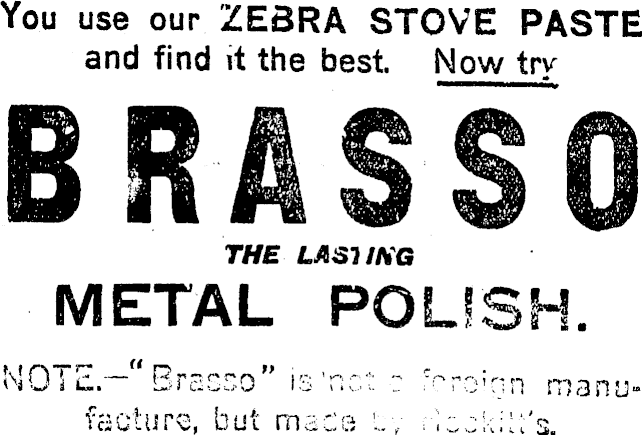 You use our ZEBRA STOVE PASTE
and find it the best. Now try
BRASSO
THE LASTING
METAL POLISH.
NOTE.—"Brasso" is not a foreign manu-
facture, but made by Reckitt's.